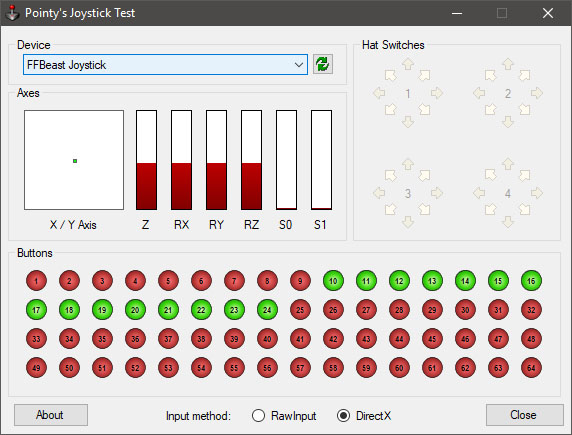 Pointy's Joystick Test
Device
FFBeast Joystick
Hat Switches
1 2
3 4
Axes
X / Y Axis Z RX RY RZ S0 S1
Buttons
1 2 3 4 5 6 7 8 9 10 11 12 13 14 15 16
17 18 19 20 21 22 23 24 25 26 27 28 29 30 31 32
33 34 35 36 37 38 39 40 41 42 43 44 45 46 47 48
49 50 51 52 53 54 55 56 57 58 59 60 61 62 63 64
About Input method: RawInput DirectX Close